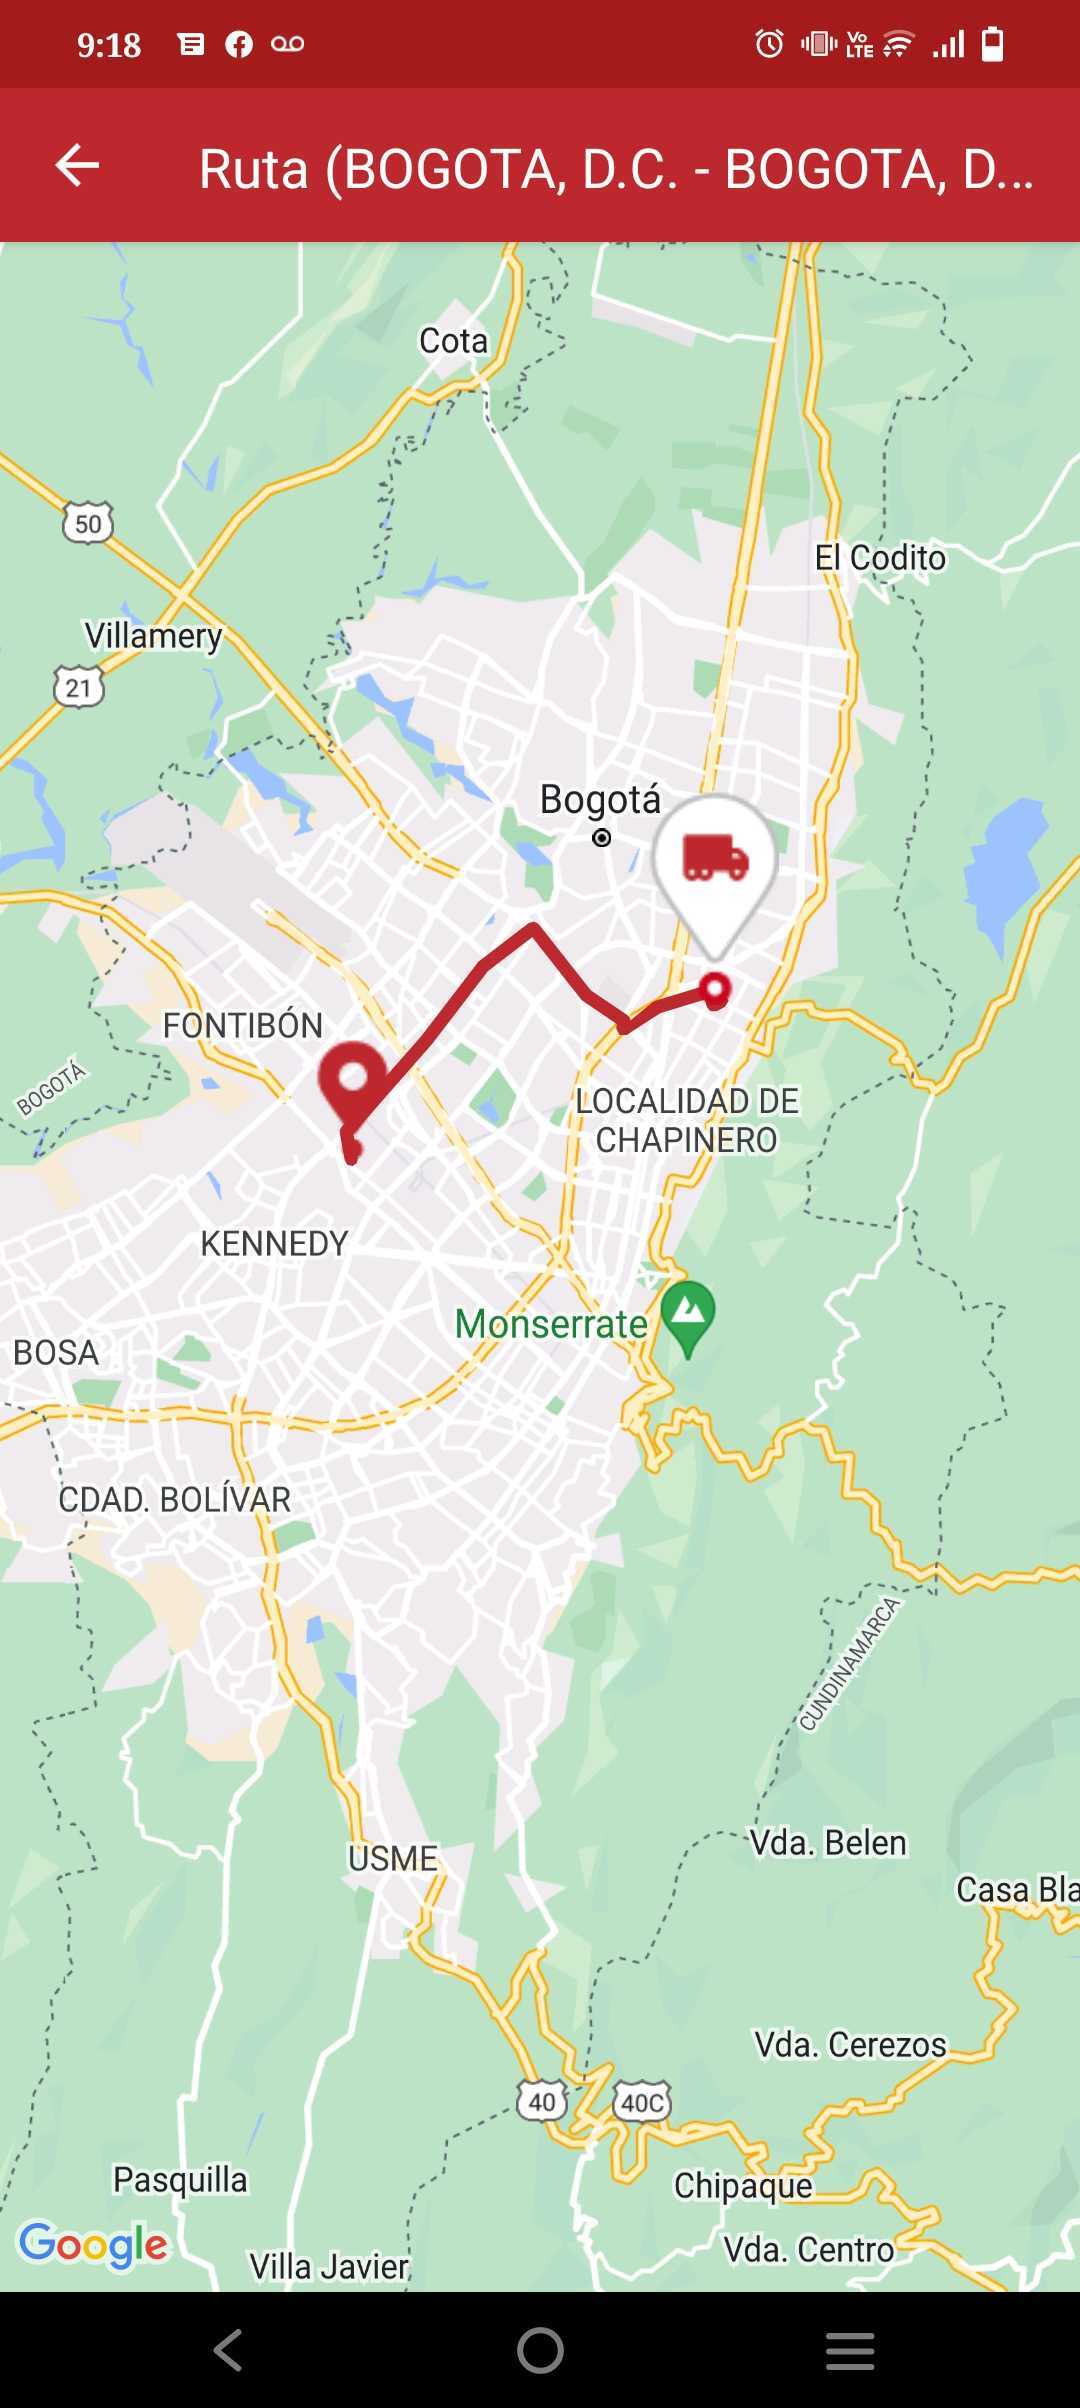 9:18
Vo
LTE
Ruta (BOGOTA, D.C. - BOGOTA, D...
Cota
50
El Codito
Villamery
21
Bogotá
FONTIBÓN
BOGOTÁ
LOCALIDAD DE
CHAPINERO
KENNEDY
Monserrate
BOSA
CDAD. BOLÍVAR
CUNDINAMARCA
USME
Vda. Belen
Casa Bla
Vda. Cerezos
40
40C
Pasquilla
Chipaque
Google
Vda. Centro
Villa Javier